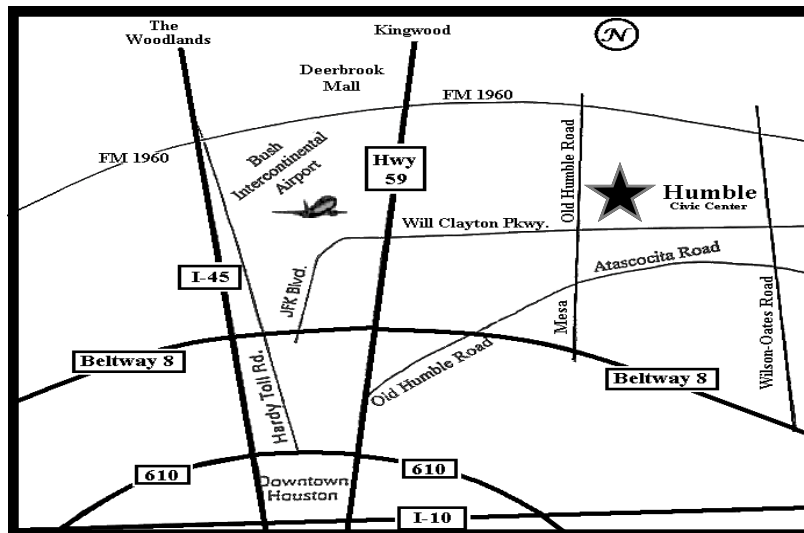 The
Woodlands
Kingwood
N
Deerbrook
Mall
FM 1960
FM 1960
Bush
Intercontinental
Airport
Hwy
59
Old Humble Road
Humble
Civic Center
Will Clayton Pkwy.
Atascocita Road
I-45
JFK Blvd.
Mesa
Wilson-Oates Road
Beltway 8
Hardy Toll Rd.
Old Humble Road
Beltway 8
610
610
Downtown
Houston
I-10